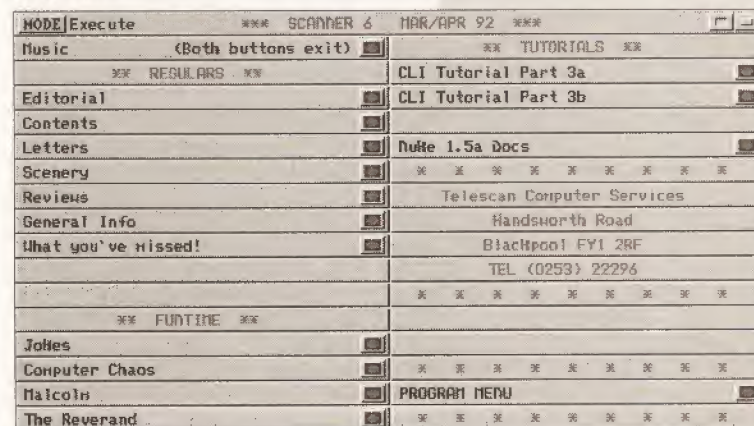 MODE Execute *** SCANNER 6 MAR/APR 92 ***
Music (Both buttons exit)
** REGULARS **
Editorial
Contents
Letters
Scenery
Reviews
General Info
What you've missed!
** FUNTIME **
Jokes
Computer Chaos
Malcolm
The Reverand
** TUTORIALS **
CLI Tutorial Part 3a
CLI Tutorial Part 3b
Nuke 1.5a Docs
* * * * * * * * *
Telescan Computer Services
Handsworth Road
Blackpool FY1 2RF
TEL (0253) 22296
* * * * * * * * *
* * * * * * * * *
PROGRAM MENU
* * * * * * * * *